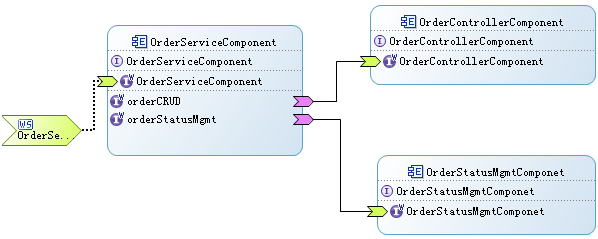 OrderServiceComponent
OrderServiceComponent
OrderServiceComponent
orderCRUD
orderStatusMgmt
WS
OrderSe...
OrderControllerComponent
OrderControllerComponent
OrderControllerComponent
OrderStatusMgmtComponet
OrderStatusMgmtComponet
OrderStatusMgmtComponet